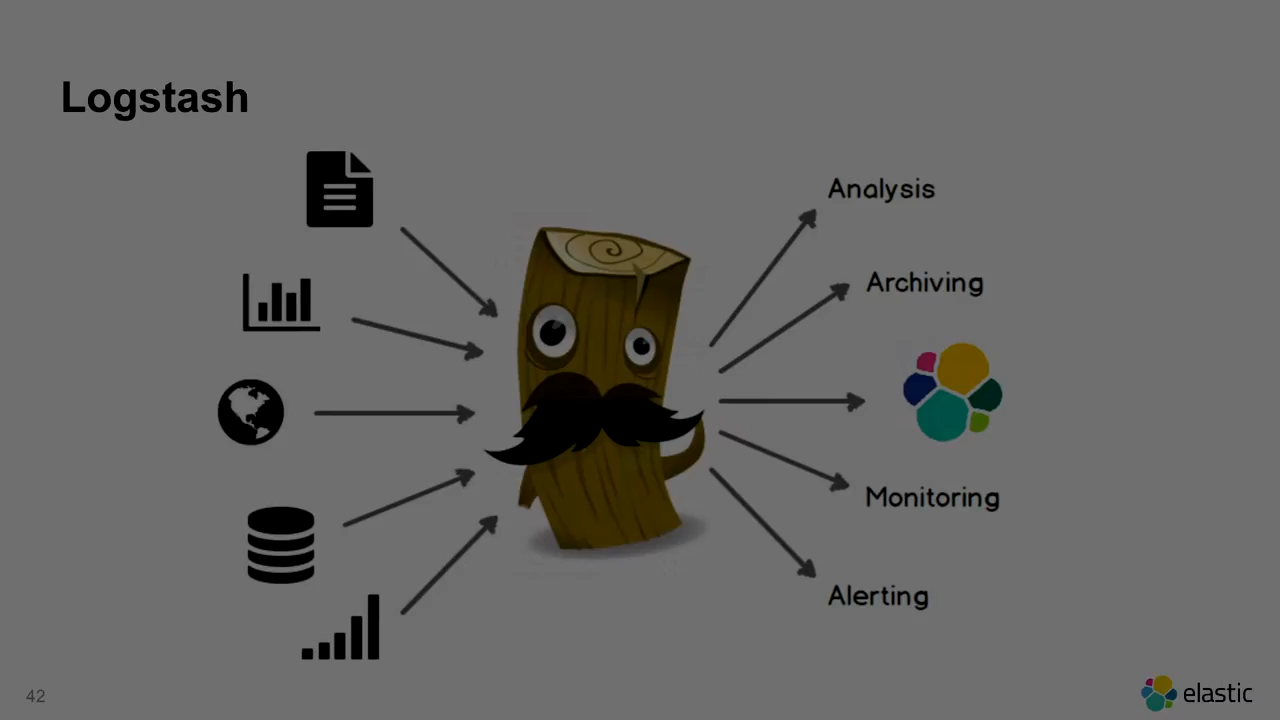 Logstash
Analysis
Archiving
Monitoring
Alerting
42
elastic